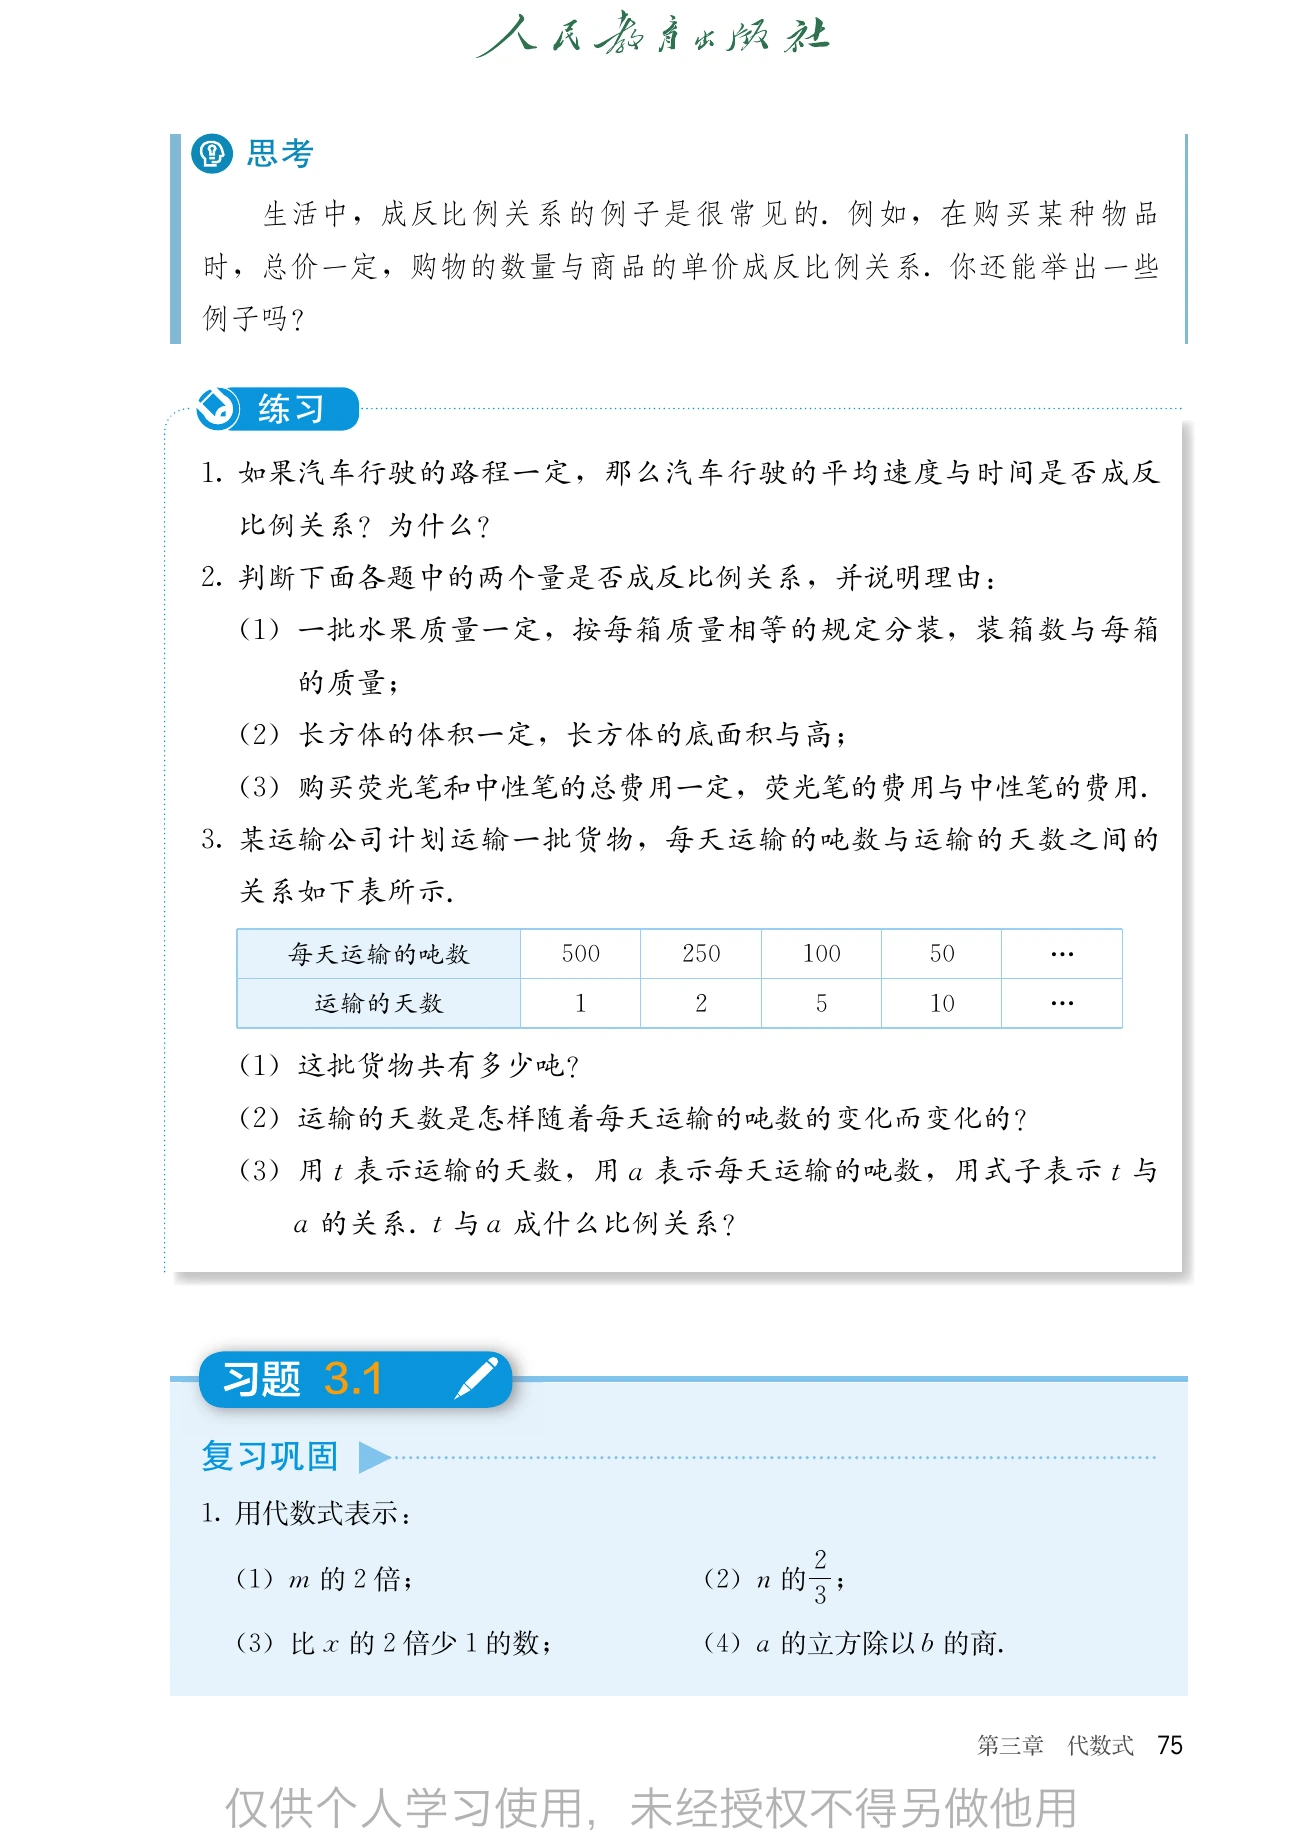 人民教育出版社
思考
生活中，成反比例关系的例子是很常见的．例如，在购买某种物品
时，总价一定，购物的数量与商品的单价成反比例关系．你还能举出一些
例子吗？
练习
1. 如果汽车行驶的路程一定，那么汽车行驶的平均速度与时间是否成反
比例关系？为什么？
2. 判断下面各题中的两个量是否成反比例关系，并说明理由：
（1）一批水果质量一定，按每箱质量相等的规定分装，装箱数与每箱
的质量；
（2）长方体的体积一定，长方体的底面积与高；
（3）购买荧光笔和中性笔的总费用一定，荧光笔的费用与中性笔的费用．
3. 某运输公司计划运输一批货物，每天运输的吨数与运输的天数之间的
关系如下表所示．
每天运输的吨数 500 250 100 50 …
运输的天数 1 2 5 10 …
（1）这批货物共有多少吨？
（2）运输的天数是怎样随着每天运输的吨数的变化而变化的？
（3）用 t 表示运输的天数，用 a 表示每天运输的吨数，用式子表示 t 与
a 的关系．t 与 a 成什么比例关系？
习题 3.1
复习巩固
1. 用代数式表示：
（1）m 的 2 倍； （2）n 的 2/3；
（3）比 x 的 2 倍少 1 的数； （4）a 的立方除以 b 的商．
第三章 代数式 75
仅供个人学习使用，未经授权不得另做他用